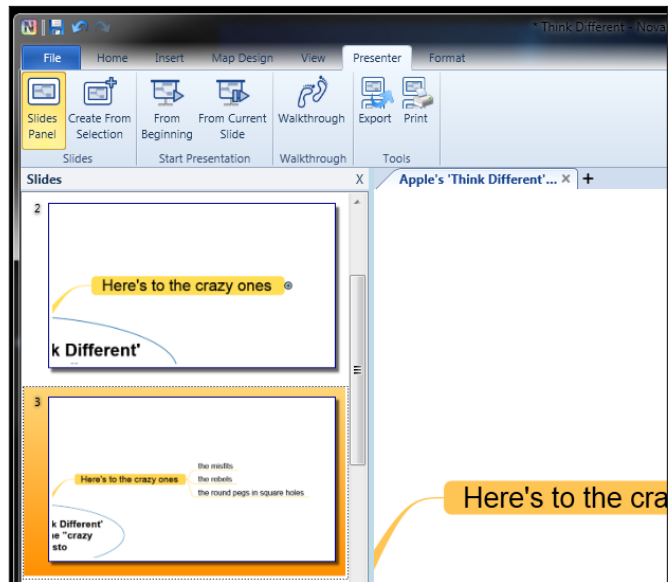 * Think Different - Nova
File Home Insert Map Design View Presenter Format
Slides Panel
Create From Selection
From Beginning
From Current Slide
Walkthrough
Export
Print
Slides
Start Presentation
Walkthrough
Tools
Slides X
Apple's 'Think Different'... × +
2
Here's to the crazy ones
k Different'
3
the misfits
Here's to the crazy ones
the rebels
the round pegs in square holes
k Different'
e "crazy
sto
Here's to the cra